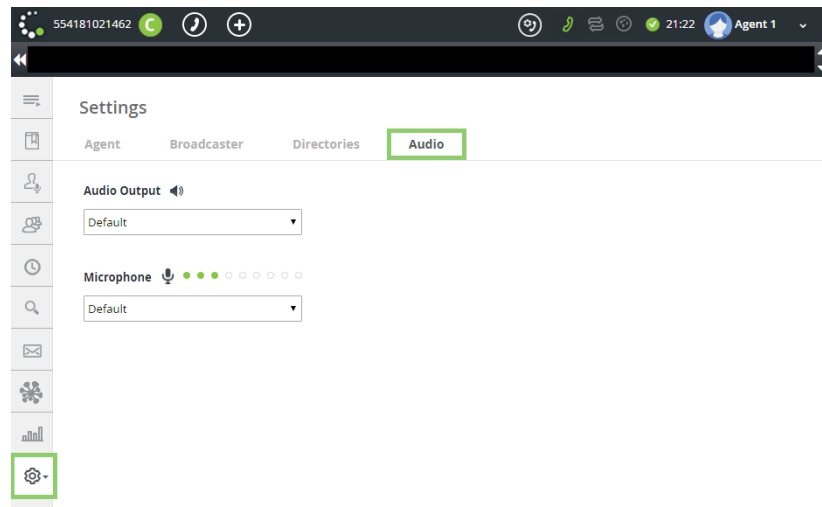 554181021462 C 21:22 Agent 1
Settings
Agent Broadcaster Directories Audio
Audio Output
Default
Microphone
Default